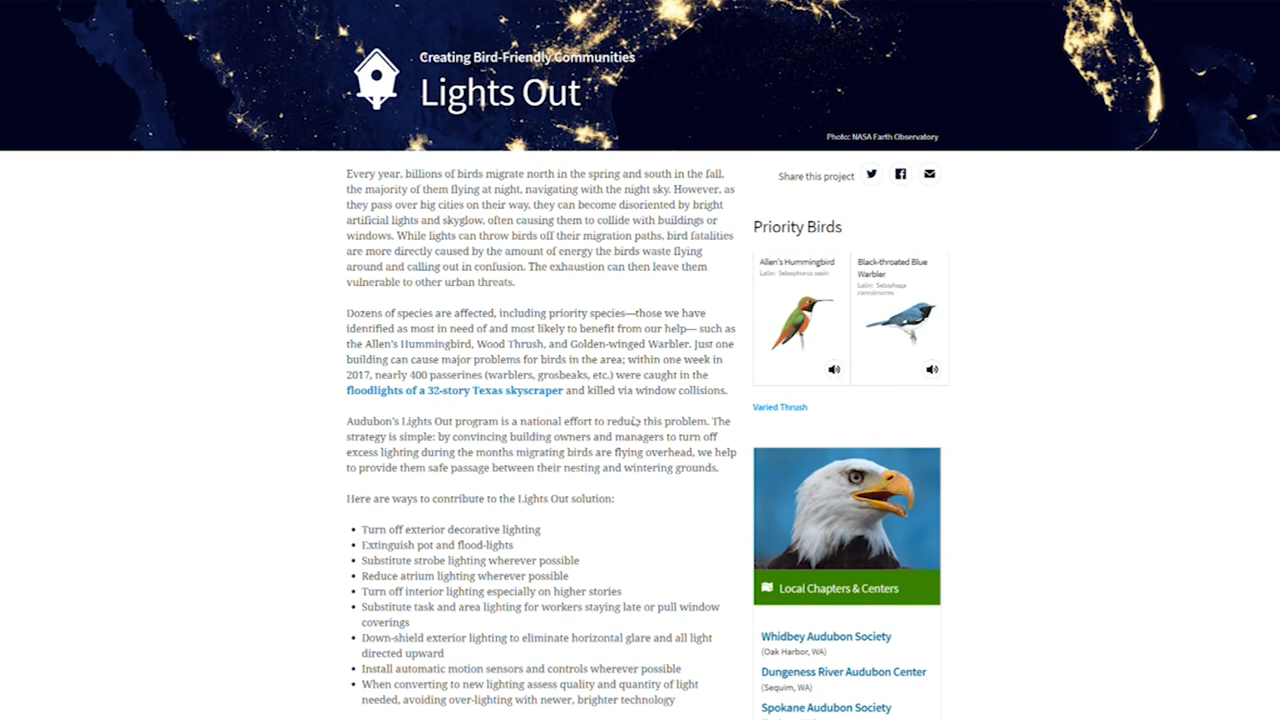 Creating Bird-Friendly Communities
Lights Out
Photo: NASA Earth Observatory
Every year, billions of birds migrate north in the spring and south in the fall,
the majority of them flying at night, navigating with the night sky. However, as
they pass over big cities on their way, they can become disoriented by bright
artificial lights and skyglow, often causing them to collide with buildings or
windows. While lights can throw birds off their migration paths, bird fatalities
are more directly caused by the amount of energy the birds waste flying
around and calling out in confusion. The exhaustion can then leave them
vulnerable to other urban threats.
Dozens of species are affected, including priority species—those we have
identified as most in need of and most likely to benefit from our help— such as
the Allen's Hummingbird, Wood Thrush, and Golden-winged Warbler. Just one
building can cause major problems for birds in the area; within one week in
2017, nearly 400 passerines (warblers, grosbeaks, etc.) were caught in the
floodlights of a 32-story Texas skyscraper and killed via window collisions.
Audubon's Lights Out program is a national effort to reduce this problem. The
strategy is simple: by convincing building owners and managers to turn off
excess lighting during the months migrating birds are flying overhead, we help
to provide them safe passage between their nesting and wintering grounds.
Here are ways to contribute to the Lights Out solution:
• Turn off exterior decorative lighting
• Extinguish pot and flood-lights
• Substitute strobe lighting wherever possible
• Reduce atrium lighting wherever possible
• Turn off interior lighting especially on higher stories
• Substitute task and area lighting for workers staying late or pull window
coverings
• Down-shield exterior lighting to eliminate horizontal glare and all light
directed upward
• Install automatic motion sensors and controls wherever possible
• When converting to new lighting assess quality and quantity of light
needed, avoiding over-lighting with newer, brighter technology
Share this project
Priority Birds
Allen's Hummingbird
Latin: Selasphorus sasin
Black-throated Blue
Warbler
Latin: Setophaga
caerulescens
Varied Thrush
Local Chapters & Centers
Whidbey Audubon Society
(Oak Harbor, WA)
Dungeness River Audubon Center
(Sequim, WA)
Spokane Audubon Society